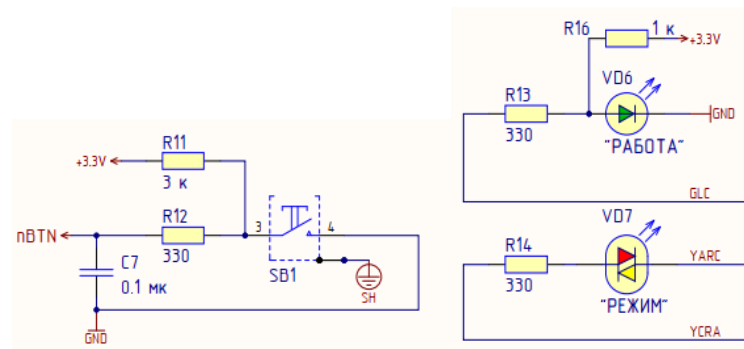 R16
1 к
+3.3V
VD6
R13
330
GND
"РАБОТА"
GLC
R11
+3.3V
3 к
R12
nBTN
330
3
4
C7
0.1 мк
SB1
SH
GND
VD7
R14
330
YARC
"РЕЖИМ"
YCRA